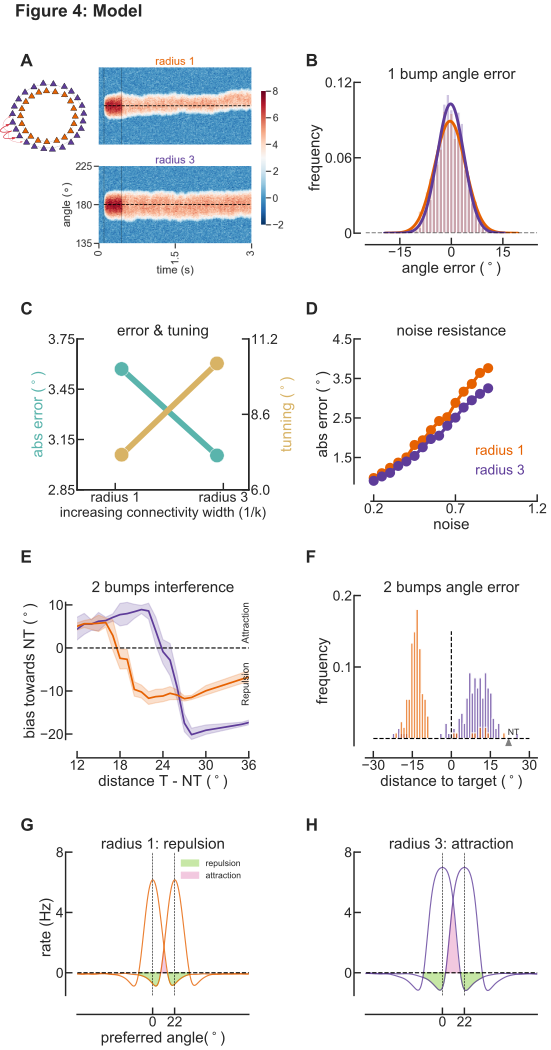 Figure 4: Model
A
radius 1
8
6
4
2
0
−2
radius 3
225
180
135
angle (°)
0
1.5
3
time (s)
B
1 bump angle error
0.12
0.06
0
frequency
−15
0
15
angle error (°)
C
error & tuning
3.75
3.45
3.15
2.85
abs error (°)
11.2
8.6
6.0
tunning (°)
radius 1
radius 3
increasing connectivity width (1/k)
D
noise resistance
4.5
3.5
2.5
1.5
abs error (°)
radius 1
radius 3
0.2
0.7
1.2
noise
E
2 bumps interference
10
0
−10
−20
bias towards NT (°)
Attraction
Repulsion
12
18
24
30
36
distance T - NT (°)
F
2 bumps angle error
0.2
0.1
frequency
NT
−30
−15
0
15
30
distance to target (°)
G
radius 1: repulsion
8
4
0
rate (Hz)
repulsion
attraction
0 22
preferred angle(°)
H
radius 3: attraction
8
4
0
0 22